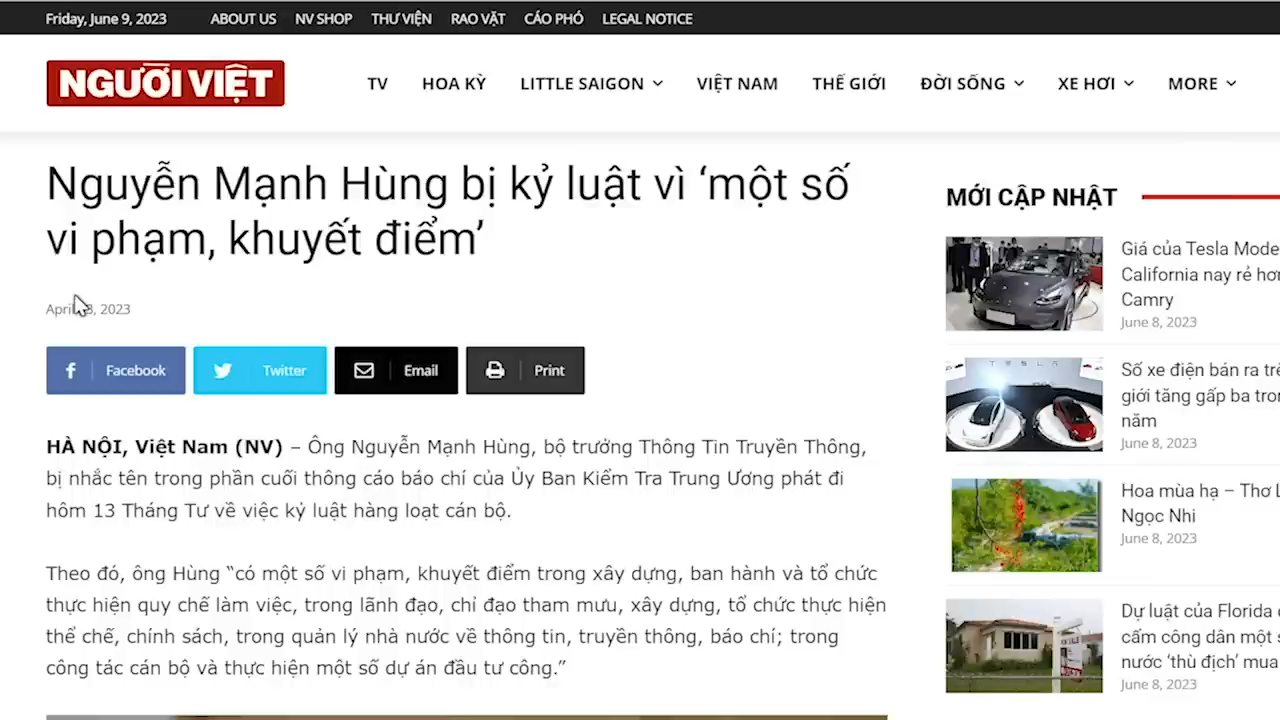 Friday, June 9, 2023 ABOUT US NV SHOP THƯ VIỆN RAO VẶT CÁO PHÓ LEGAL NOTICE
NGƯỜI VIỆT TV HOA KỲ LITTLE SAIGON VIỆT NAM THẾ GIỚI ĐỜI SỐNG XE HƠI MORE
Nguyễn Mạnh Hùng bị kỷ luật vì ‘một số
vi phạm, khuyết điểm’
2023
Facebook Twitter Email Print
HÀ NỘI, Việt Nam (NV) – Ông Nguyễn Mạnh Hùng, bộ trưởng Thông Tin Truyền Thông,
bị nhắc tên trong phần cuối thông cáo báo chí của Ủy Ban Kiểm Tra Trung Ương phát đi
hôm 13 Tháng Tư về việc kỷ luật hàng loạt cán bộ.
Theo đó, ông Hùng “có một số vi phạm, khuyết điểm trong xây dựng, ban hành và tổ chức
thực hiện quy chế làm việc, trong lãnh đạo, chỉ đạo tham mưu, xây dựng, tổ chức thực hiện
thể chế, chính sách, trong quản lý nhà nước về thông tin, truyền thông, báo chí; trong
công tác cán bộ và thực hiện một số dự án đầu tư công.”
MỚI CẬP NHẬT
Giá của Tesla Mode
California nay rẻ hơ
Camry
June 8, 2023
Số xe điện bán ra trê
giới tăng gấp ba tro
năm
June 8, 2023
Hoa mùa hạ – Thơ L
Ngọc Nhi
June 8, 2023
Dự luật của Florida
cấm công dân một s
nước ‘thù địch’ mua
June 8, 2023